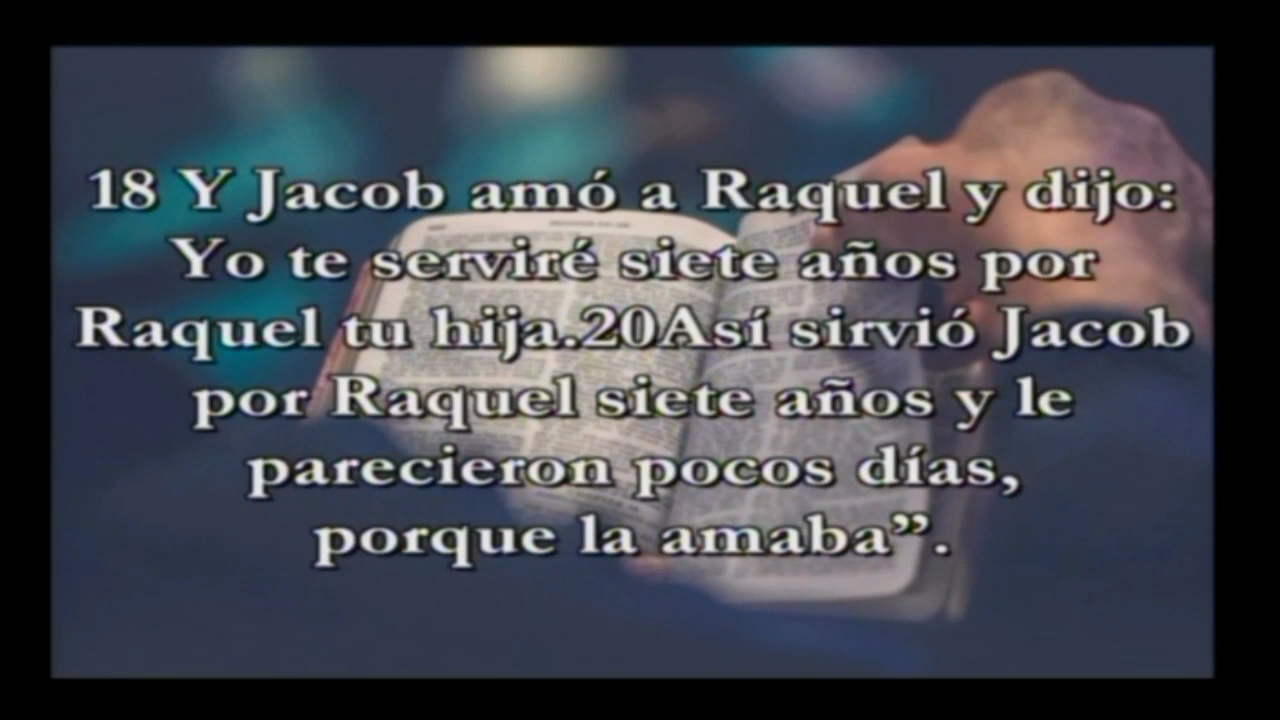 18 Y Jacob amó a Raquel y dijo:
Yo te serviré siete años por
Raquel tu hija.20Así sirvió Jacob
por Raquel siete años y le
parecieron pocos días,
porque la amaba”.